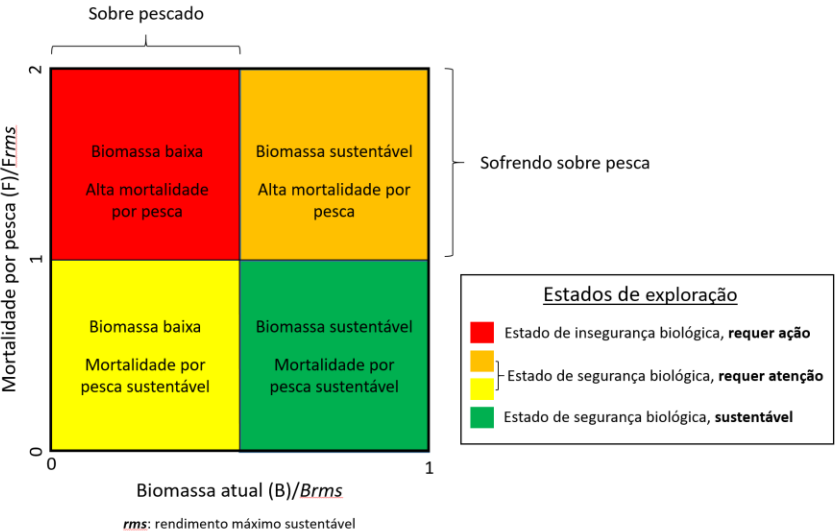 Sobre pescado
2
Biomassa baixa
Alta mortalidade
por pesca
Biomassa sustentável
Alta mortalidade por
pesca
Sofrendo sobre pesca
Mortalidade por pesca (F)/Frms
1
Biomassa baixa
Mortalidade por
pesca sustentável
Biomassa sustentável
Mortalidade por
pesca sustentável
Estados de exploração
Estado de insegurança biológica, requer ação
Estado de segurança biológica, requer atenção
Estado de segurança biológica, sustentável
0
0
1
Biomassa atual (B)/Brms
rms: rendimento máximo sustentável